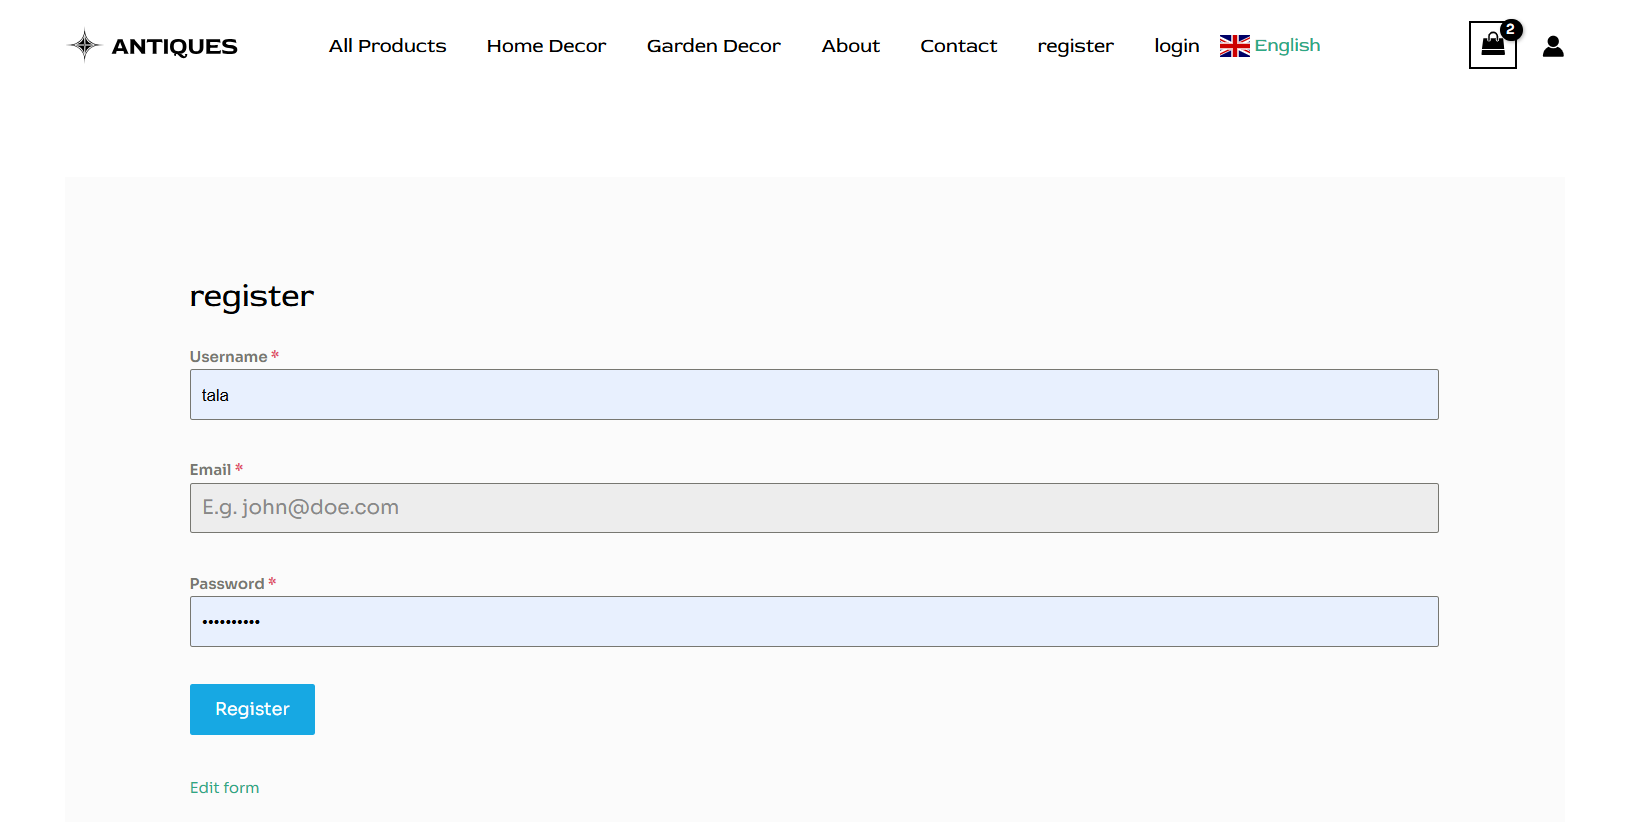 ANTIQUES All Products Home Decor Garden Decor About Contact register login English 2
register
Username *
tala
Email *
E.g. john@doe.com
Password *
••••••••••
Register
Edit form